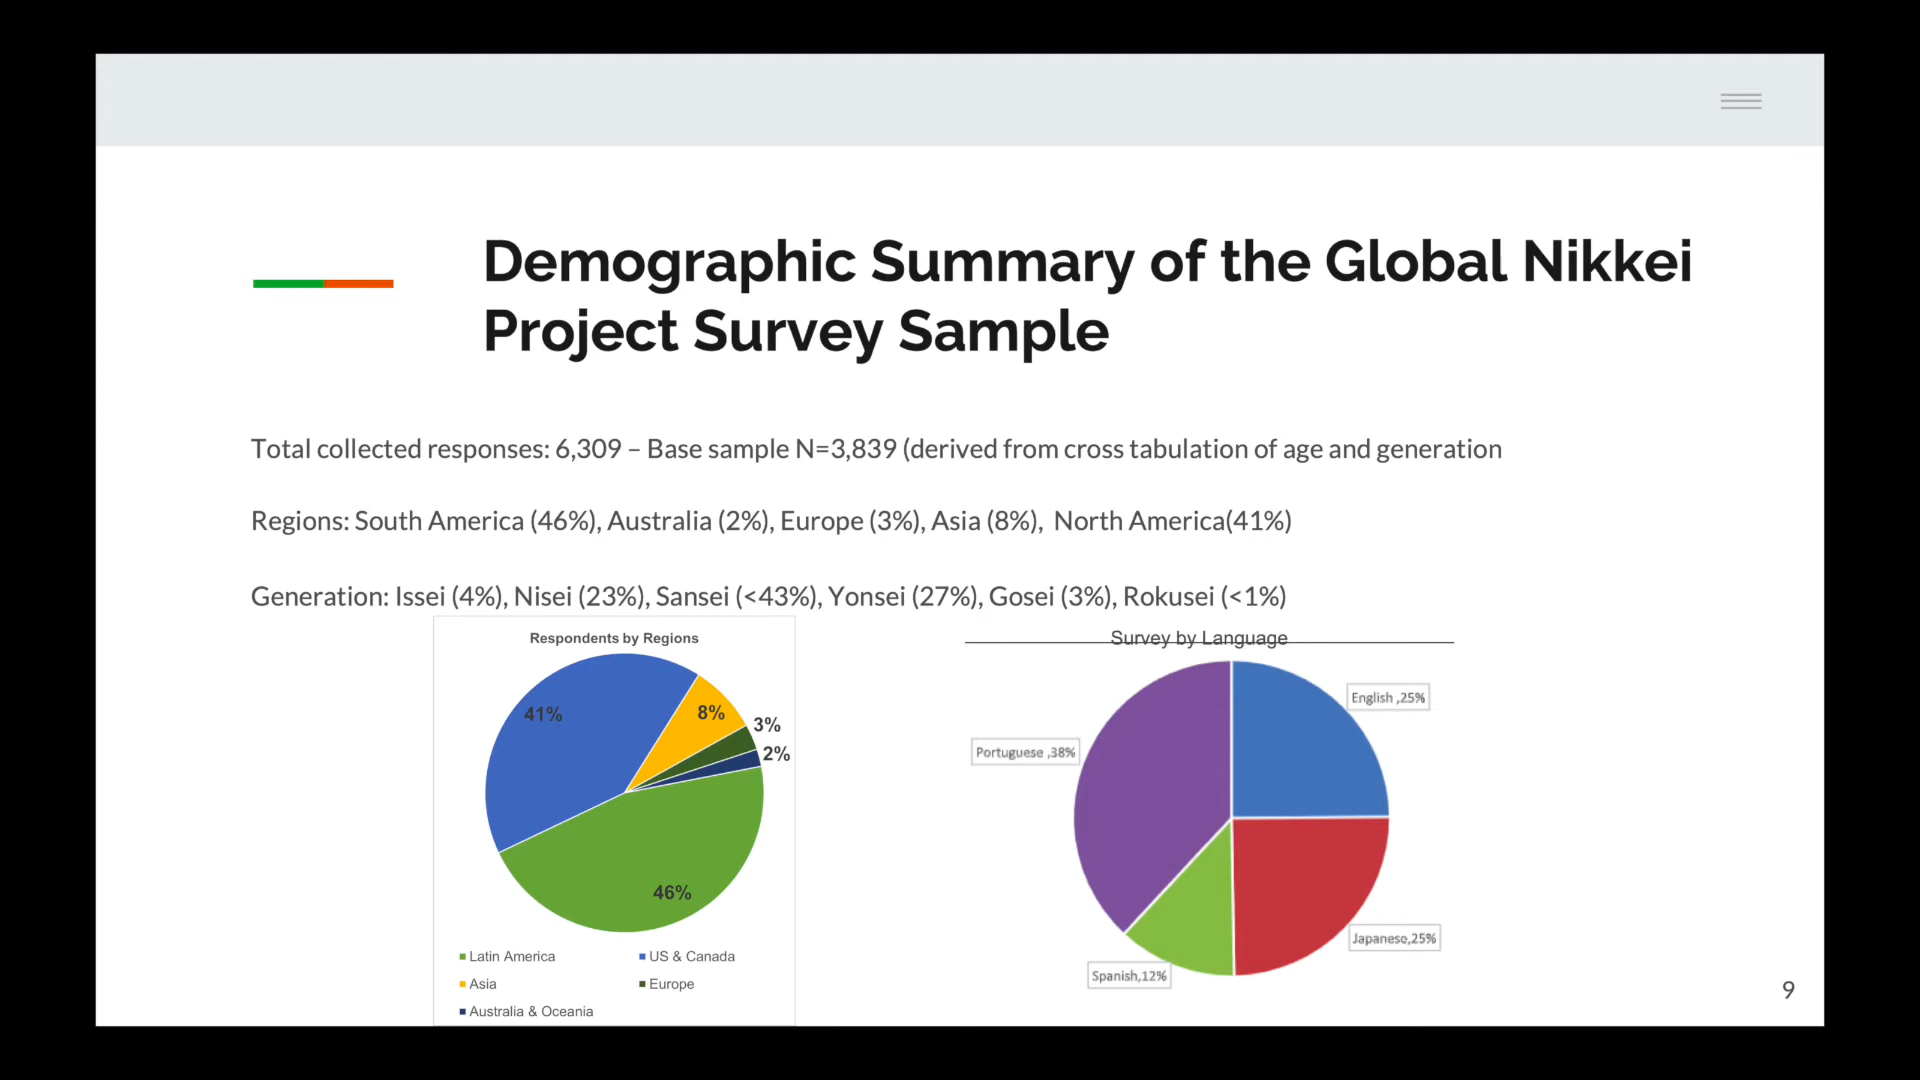 Demographic Summary of the Global Nikkei
Project Survey Sample
Total collected responses: 6,309 – Base sample N=3,839 (derived from cross tabulation of age and generation
Regions: South America (46%), Australia (2%), Europe (3%), Asia (8%), North America(41%)
Generation: Issei (4%), Nisei (23%), Sansei (<43%), Yonsei (27%), Gosei (3%), Rokusei (<1%)
Respondents by Regions
41%
8%
3%
2%
46%
Latin America
US & Canada
Asia
Europe
Australia & Oceania
Survey by Language
English ,25%
Portuguese ,38%
Japanese,25%
Spanish,12%
9